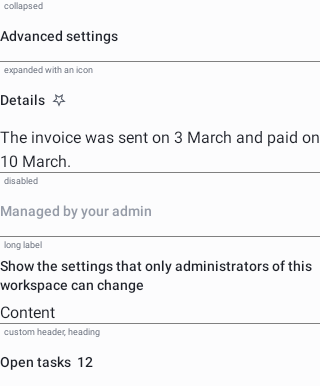 collapsed
Advanced settings
expanded with an icon
Details
The invoice was sent on 3 March and paid on
10 March.
disabled
Managed by your admin
long label
Show the settings that only administrators of this
workspace can change
Content
custom header, heading
Open tasks 12